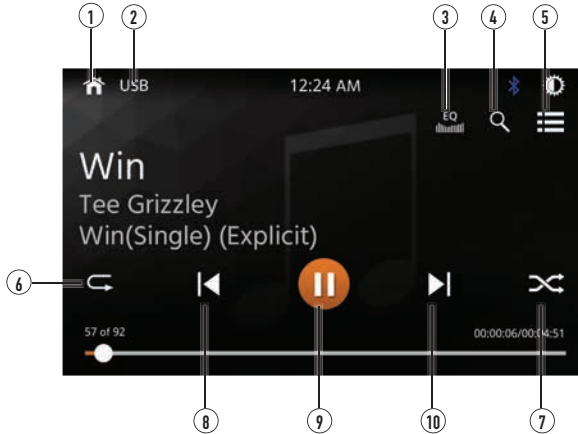 1 2 3 4 5
USB 12:24 AM
EQ
Win
Tee Grizzley
Win(Single) (Explicit)
6
57 of 92 00:00:06/00:04:51
8 9 10 7